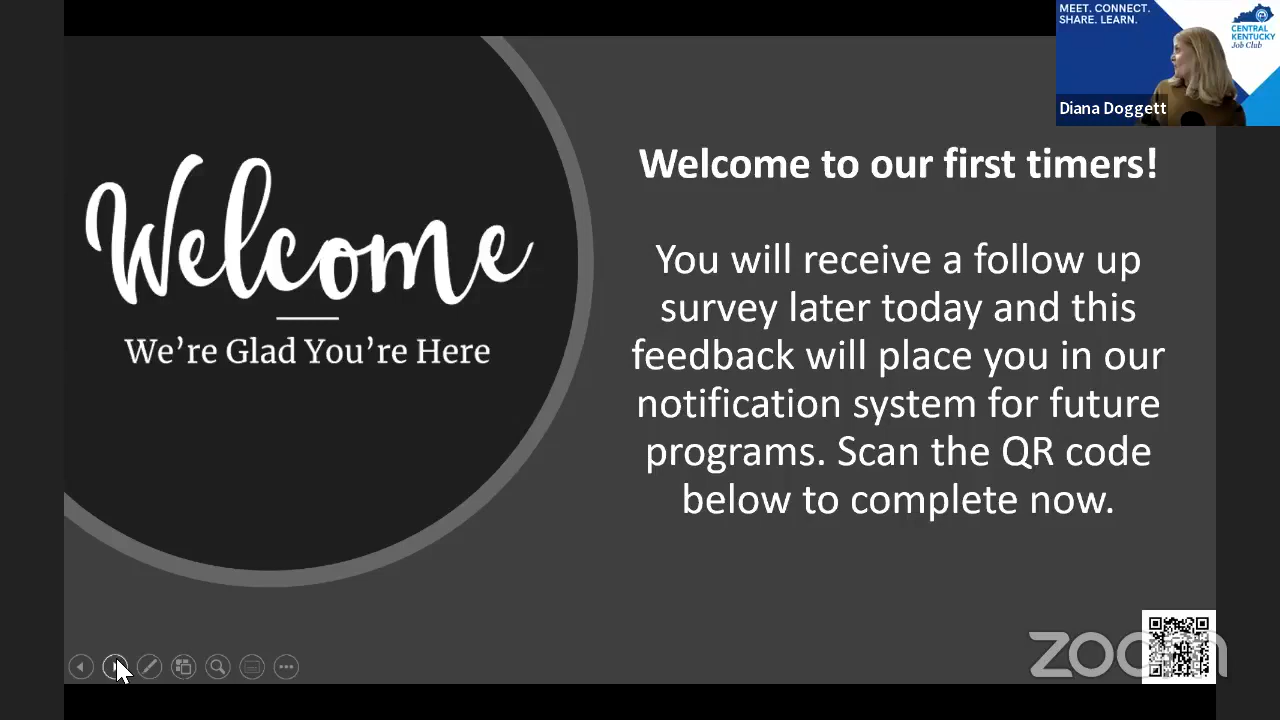 MEET. CONNECT.
SHARE. LEARN.
CENTRAL
KENTUCKY
Job Club
Diana Doggett
Welcome
We're Glad You're Here
Welcome to our first timers!
You will receive a follow up
survey later today and this
feedback will place you in our
notification system for future
programs. Scan the QR code
below to complete now.
zoom